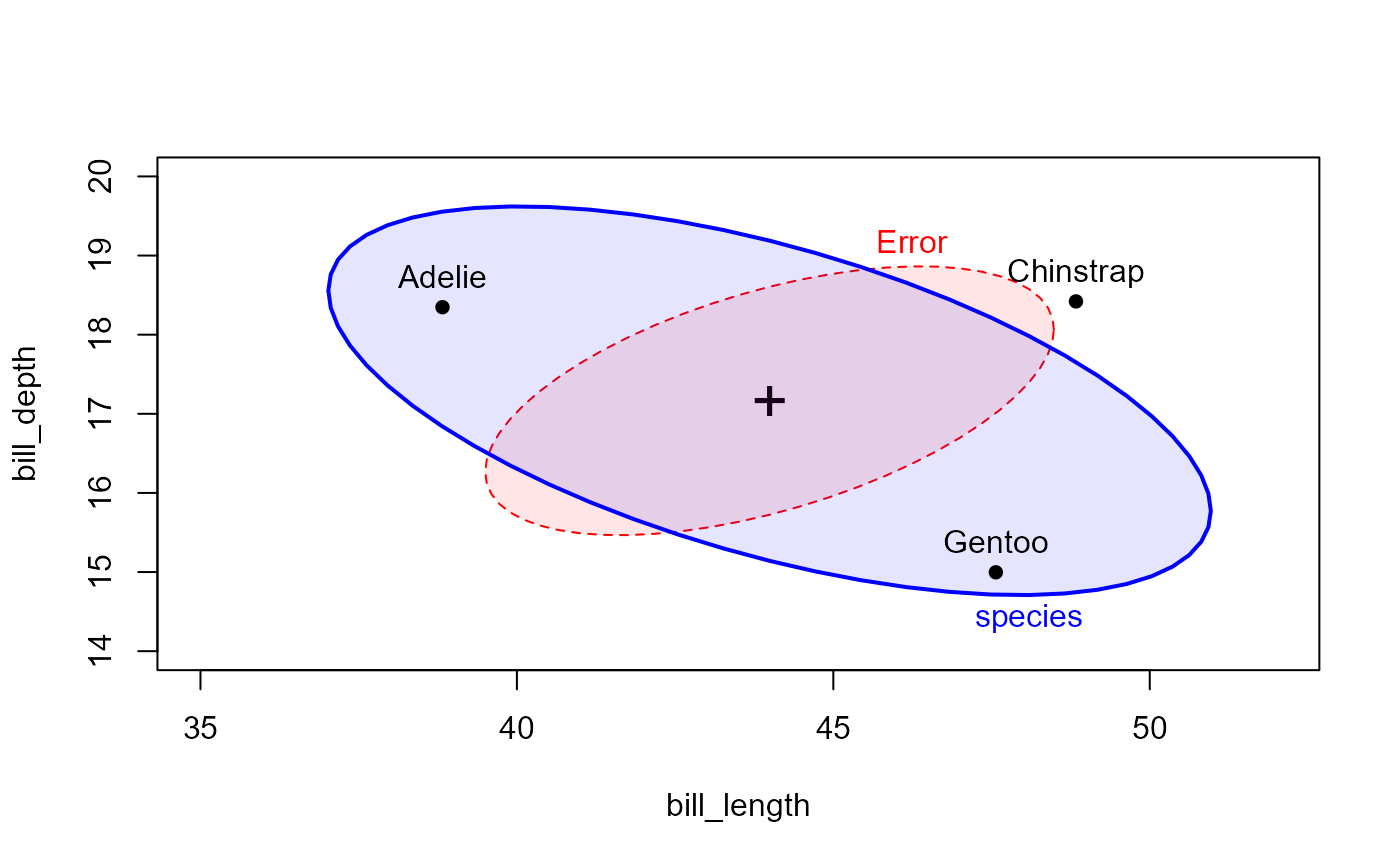 20
19
18
17
16
15
14
bill_depth
Error
Chinstrap
Adelie
+
Gentoo
species
35 40 45 50
bill_length